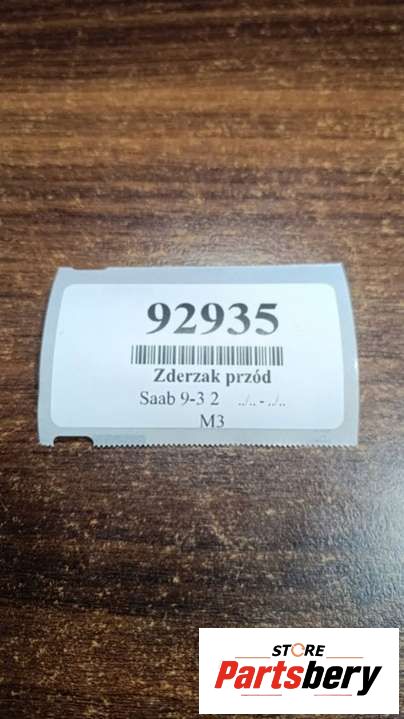 92935
Zderzak przód
Saab 9-3 2 ../.. - ../..
M3
STORE
Partsbery